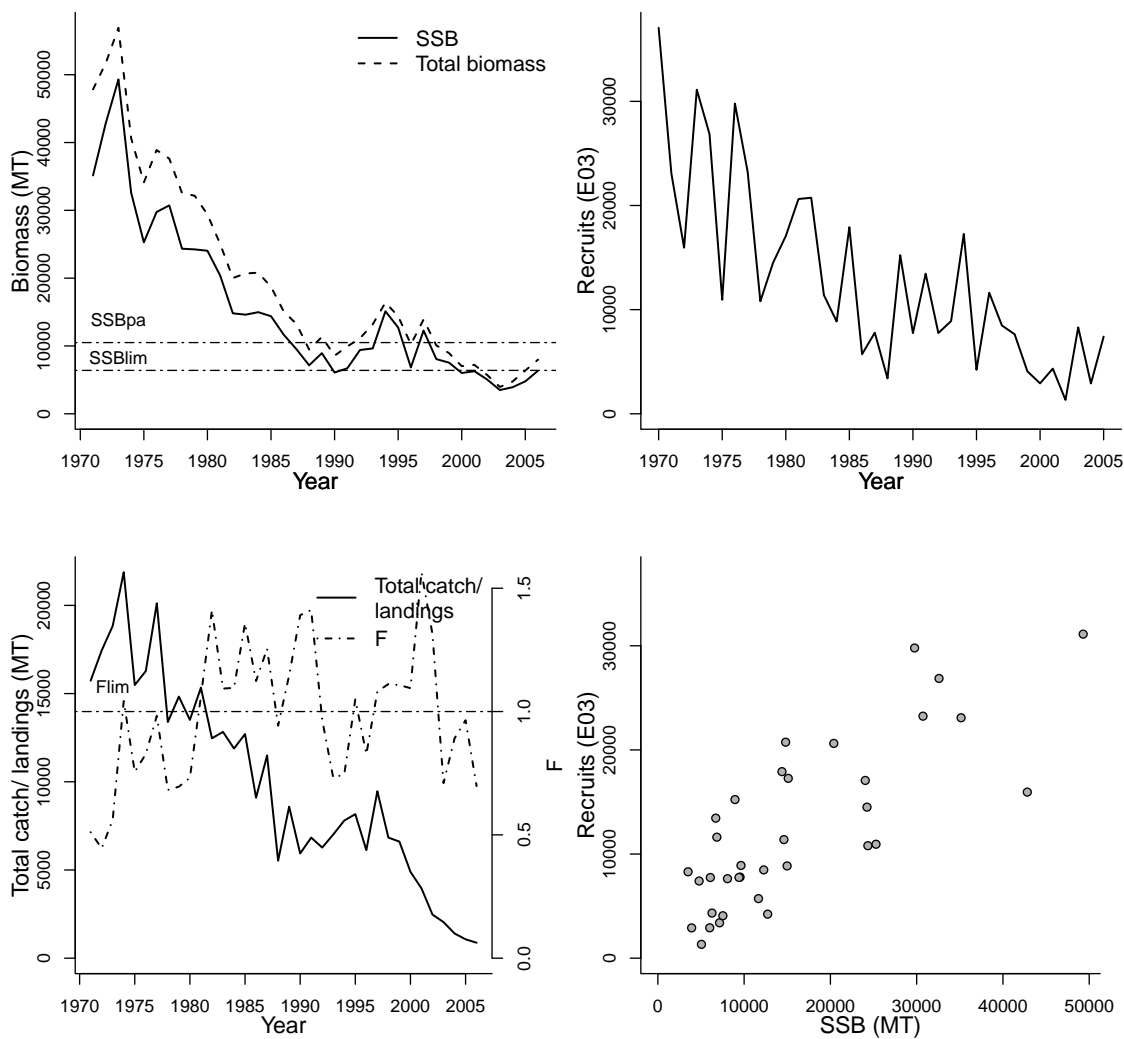 SSB
Total biomass
Biomass (MT)
50000
40000
30000
20000
10000
0
SSBpa
SSBlim
1970 1975 1980 1985 1990 1995 2000 2005
Year
Recruits (E03)
30000
20000
10000
0
1970 1975 1980 1985 1990 1995 2000 2005
Year
Total catch/
landings
F
Total catch/ landings (MT)
20000
15000
10000
5000
0
Flim
1.5
1.0
0.5
0.0
F
1970 1975 1980 1985 1990 1995 2000 2005
Year
Recruits (E03)
30000
20000
10000
0
0 10000 20000 30000 40000 50000
SSB (MT)